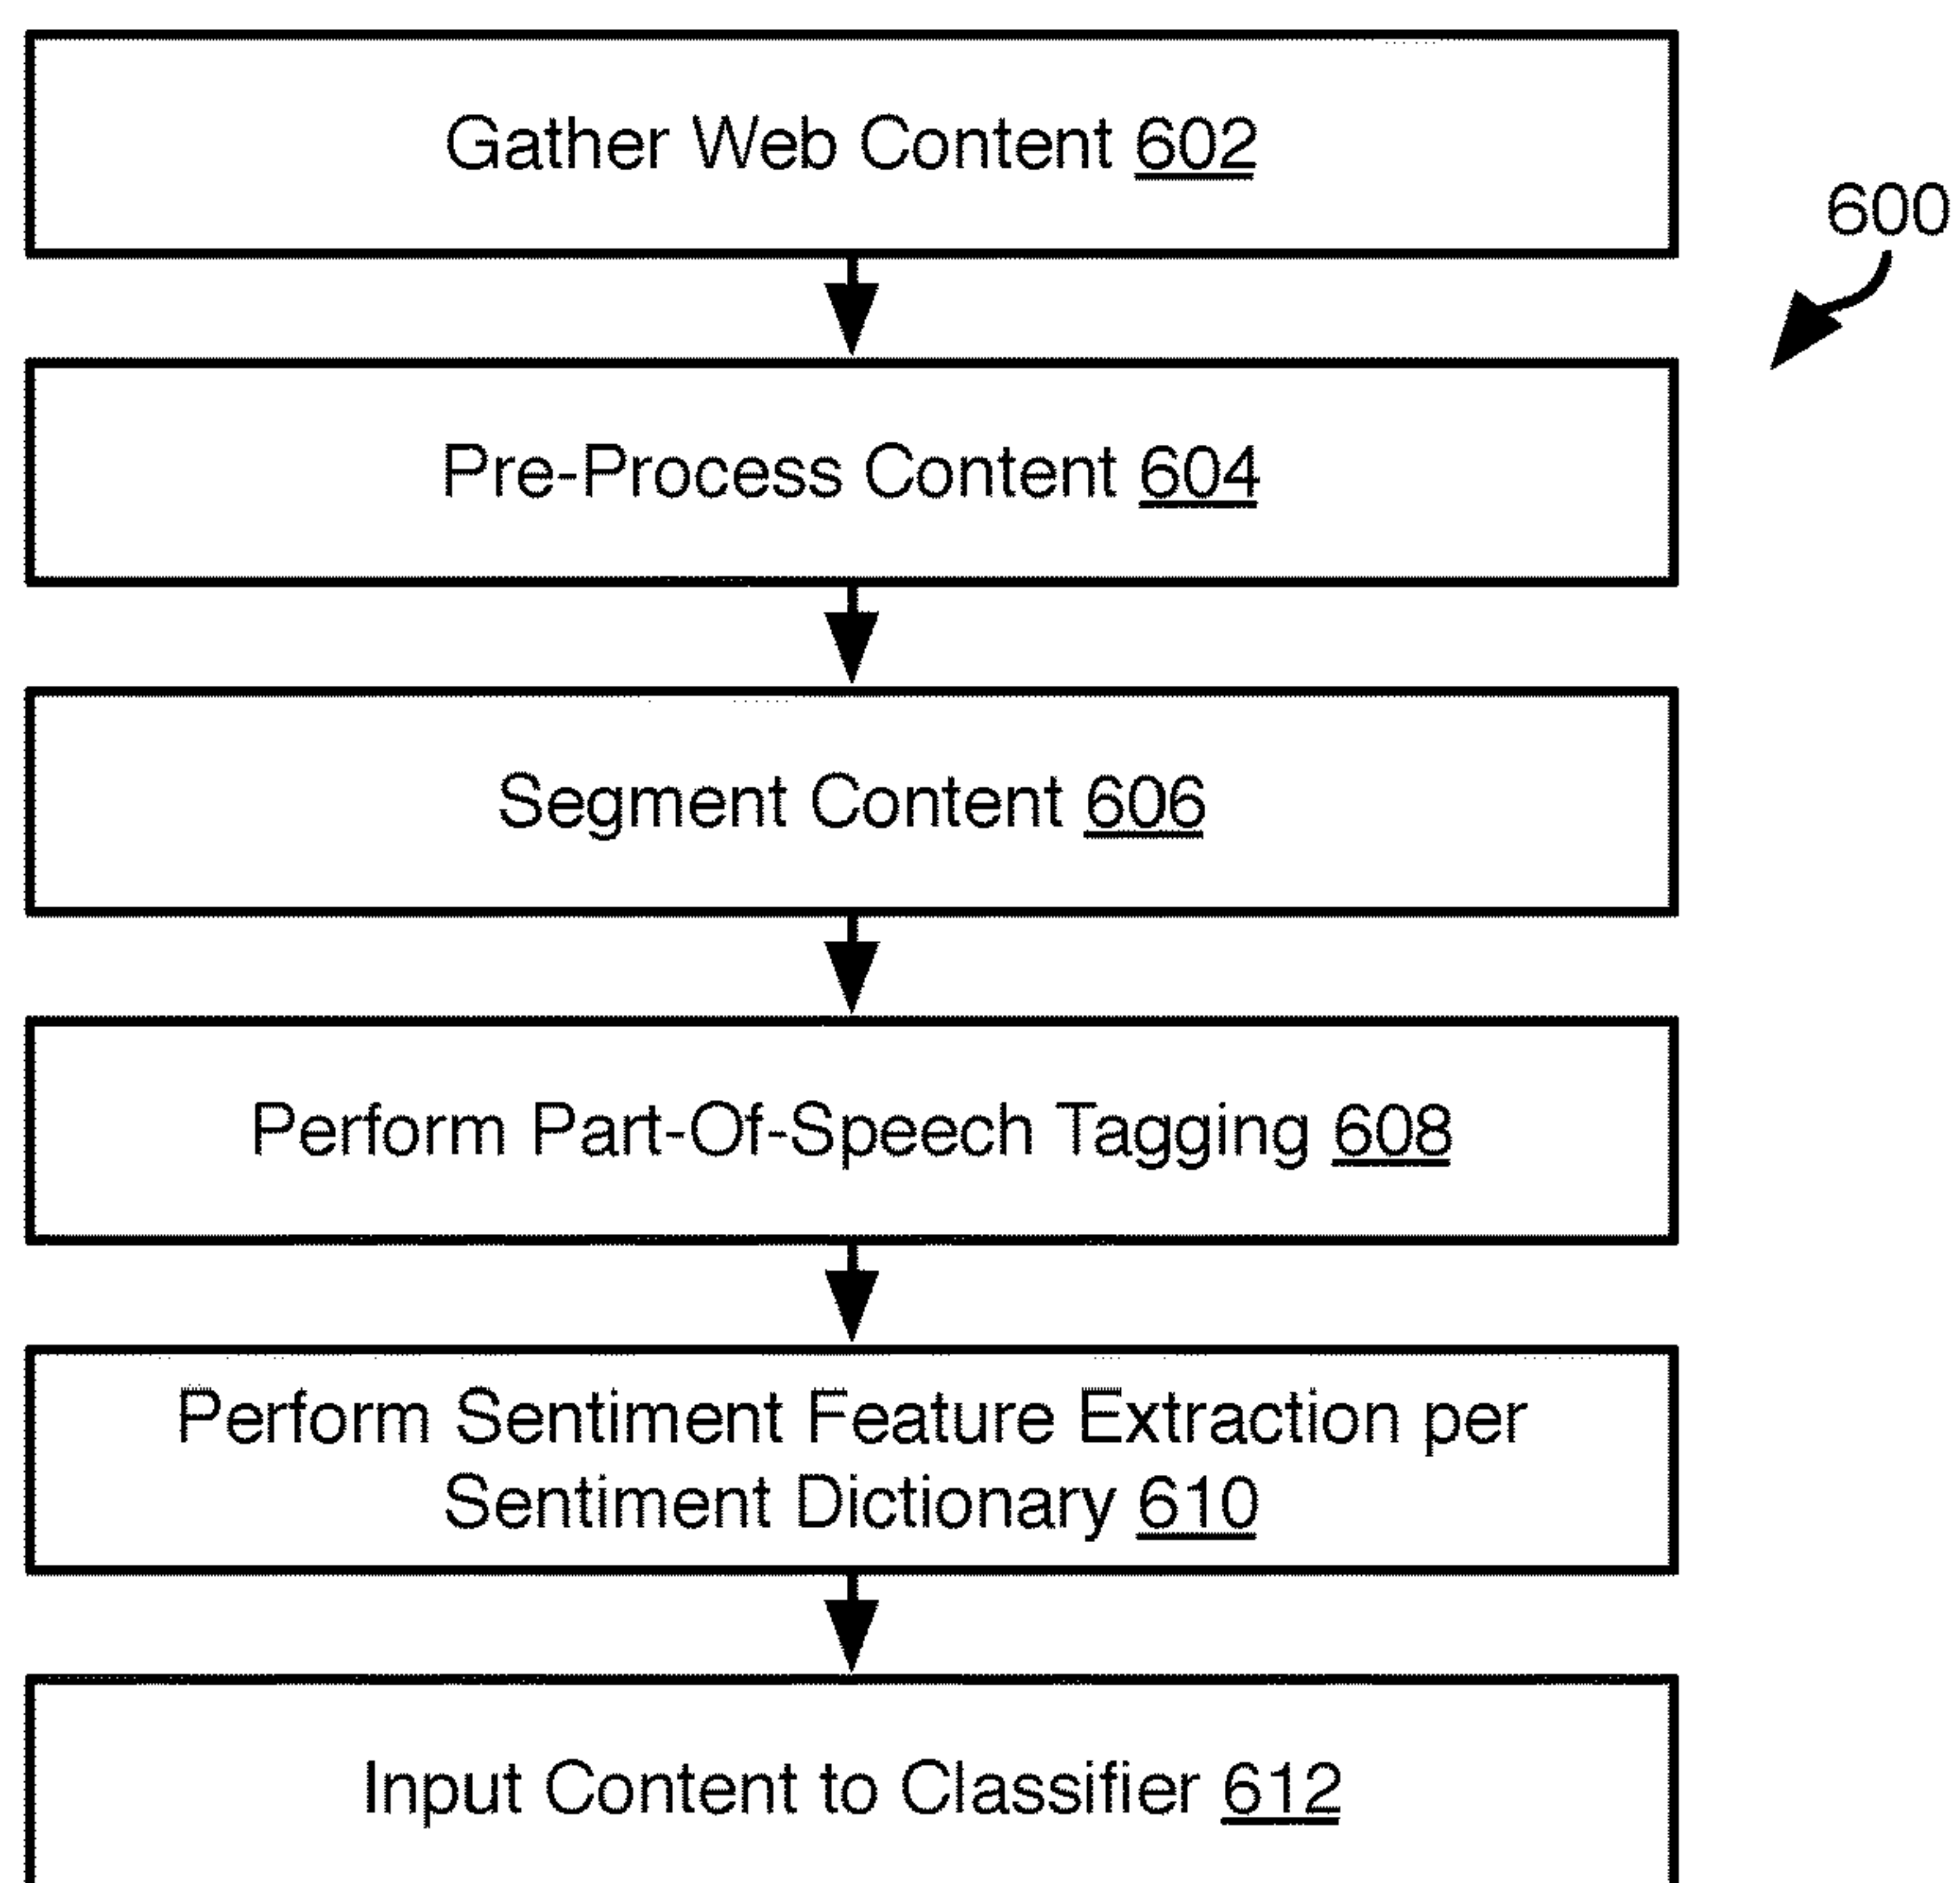 Gather Web Content 602
600
Pre-Process Content 604
Segment Content 606
Perform Part-Of-Speech Tagging 608
Perform Sentiment Feature Extraction per
Sentiment Dictionary 610
Input Content to Classifier 612